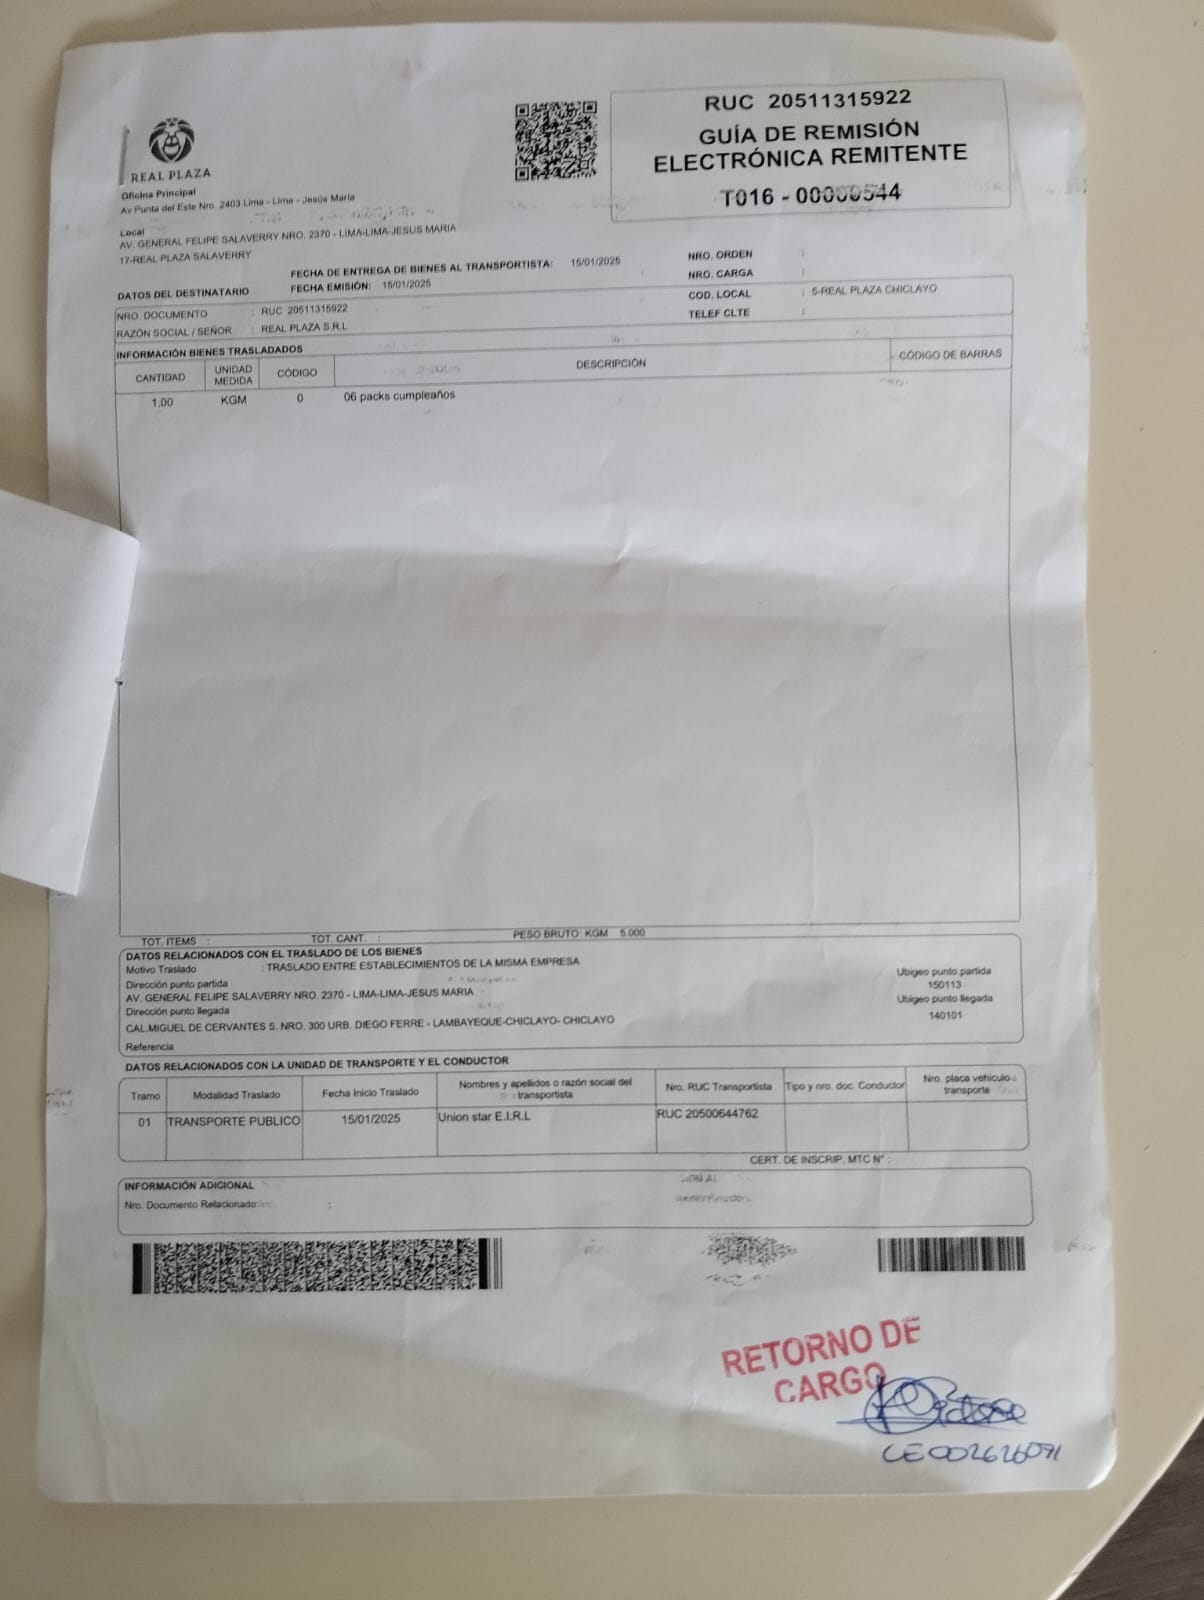 REAL PLAZA
Oficina Principal
Av Punta del Este Nro. 2403 Lima - Lima - Jesús María
Local
AV. GENERAL FELIPE SALAVERRY NRO. 2370 - LIMA-LIMA-JESUS MARIA
17-REAL PLAZA SALAVERRY
RUC 20511315922
GUÍA DE REMISIÓN
ELECTRÓNICA REMITENTE
T016 - 00000544
FECHA DE ENTREGA DE BIENES AL TRANSPORTISTA: 15/01/2025
FECHA EMISIÓN: 15/01/2025
NRO. ORDEN :
NRO. CARGA :
COD. LOCAL : 5-REAL PLAZA CHICLAYO
TELEF CLTE :
DATOS DEL DESTINATARIO
NRO. DOCUMENTO : RUC 20511315922
RAZÓN SOCIAL / SEÑOR : REAL PLAZA S.R.L
INFORMACIÓN BIENES TRASLADADOS
CANTIDAD UNIDAD MEDIDA CÓDIGO DESCRIPCIÓN CÓDIGO DE BARRAS
1.00 KGM 0 06 packs cumpleaños
TOT. ITEMS : TOT. CANT. : PESO BRUTO: KGM 5.000
DATOS RELACIONADOS CON EL TRASLADO DE LOS BIENES
Motivo Traslado : TRASLADO ENTRE ESTABLECIMIENTOS DE LA MISMA EMPRESA
Dirección punto partida
AV. GENERAL FELIPE SALAVERRY NRO. 2370 - LIMA-LIMA-JESUS MARIA
Dirección punto llegada
CAL.MIGUEL DE CERVANTES S. NRO. 300 URB. DIEGO FERRE - LAMBAYEQUE-CHICLAYO- CHICLAYO
Referencia
Ubigeo punto partida
150113
Ubigeo punto llegada
140101
DATOS RELACIONADOS CON LA UNIDAD DE TRANSPORTE Y EL CONDUCTOR
Tramo Modalidad Traslado Fecha Inicio Traslado Nombres y apellidos o razón social del transportista Nro. RUC Transportista Tipo y nro. doc. Conductor Nro. placa vehículo transporte
01 TRANSPORTE PUBLICO 15/01/2025 Union star E.I.R.L RUC 20500644762
CERT. DE INSCRIP. MTC N° :
INFORMACIÓN ADICIONAL
Nro. Documento Relacionado :
RETORNO DE
CARGO
CE002626071